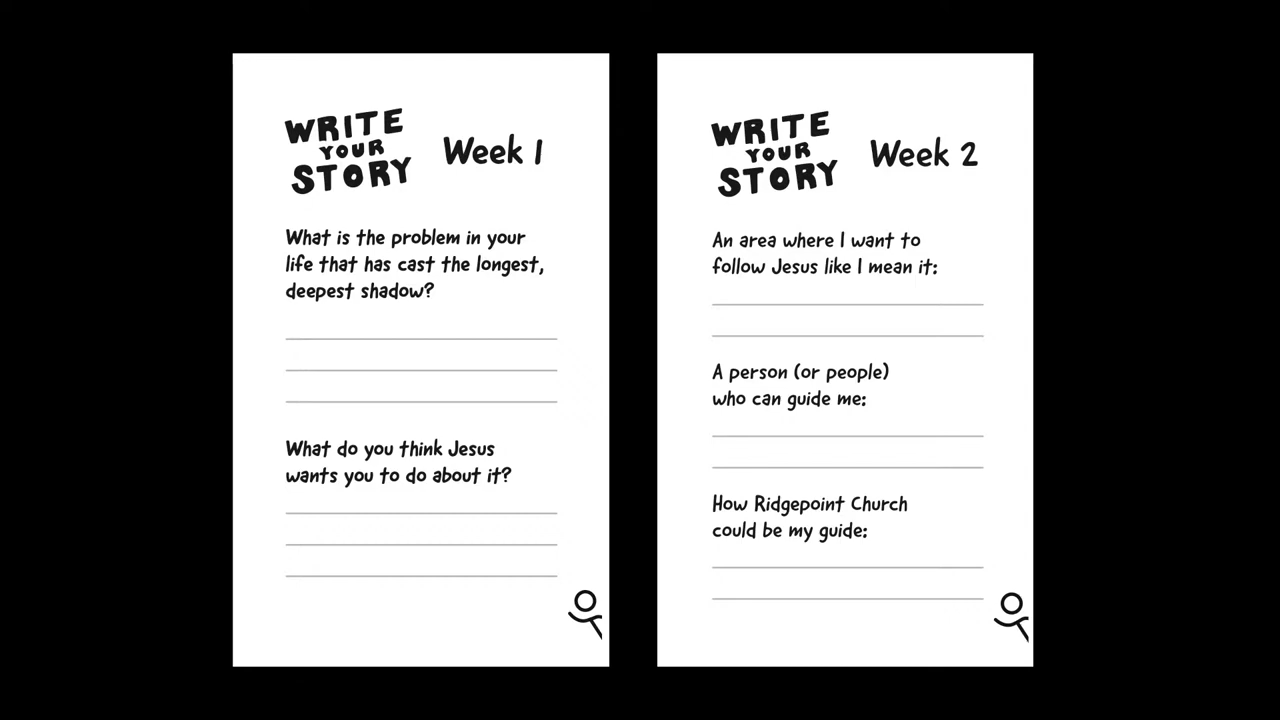 WRITE
YOUR
STORY
Week 1
What is the problem in your
life that has cast the longest,
deepest shadow?
What do you think Jesus
wants you to do about it?
WRITE
YOUR
STORY
Week 2
An area where I want to
follow Jesus like I mean it:
A person (or people)
who can guide me:
How Ridgepoint Church
could be my guide: